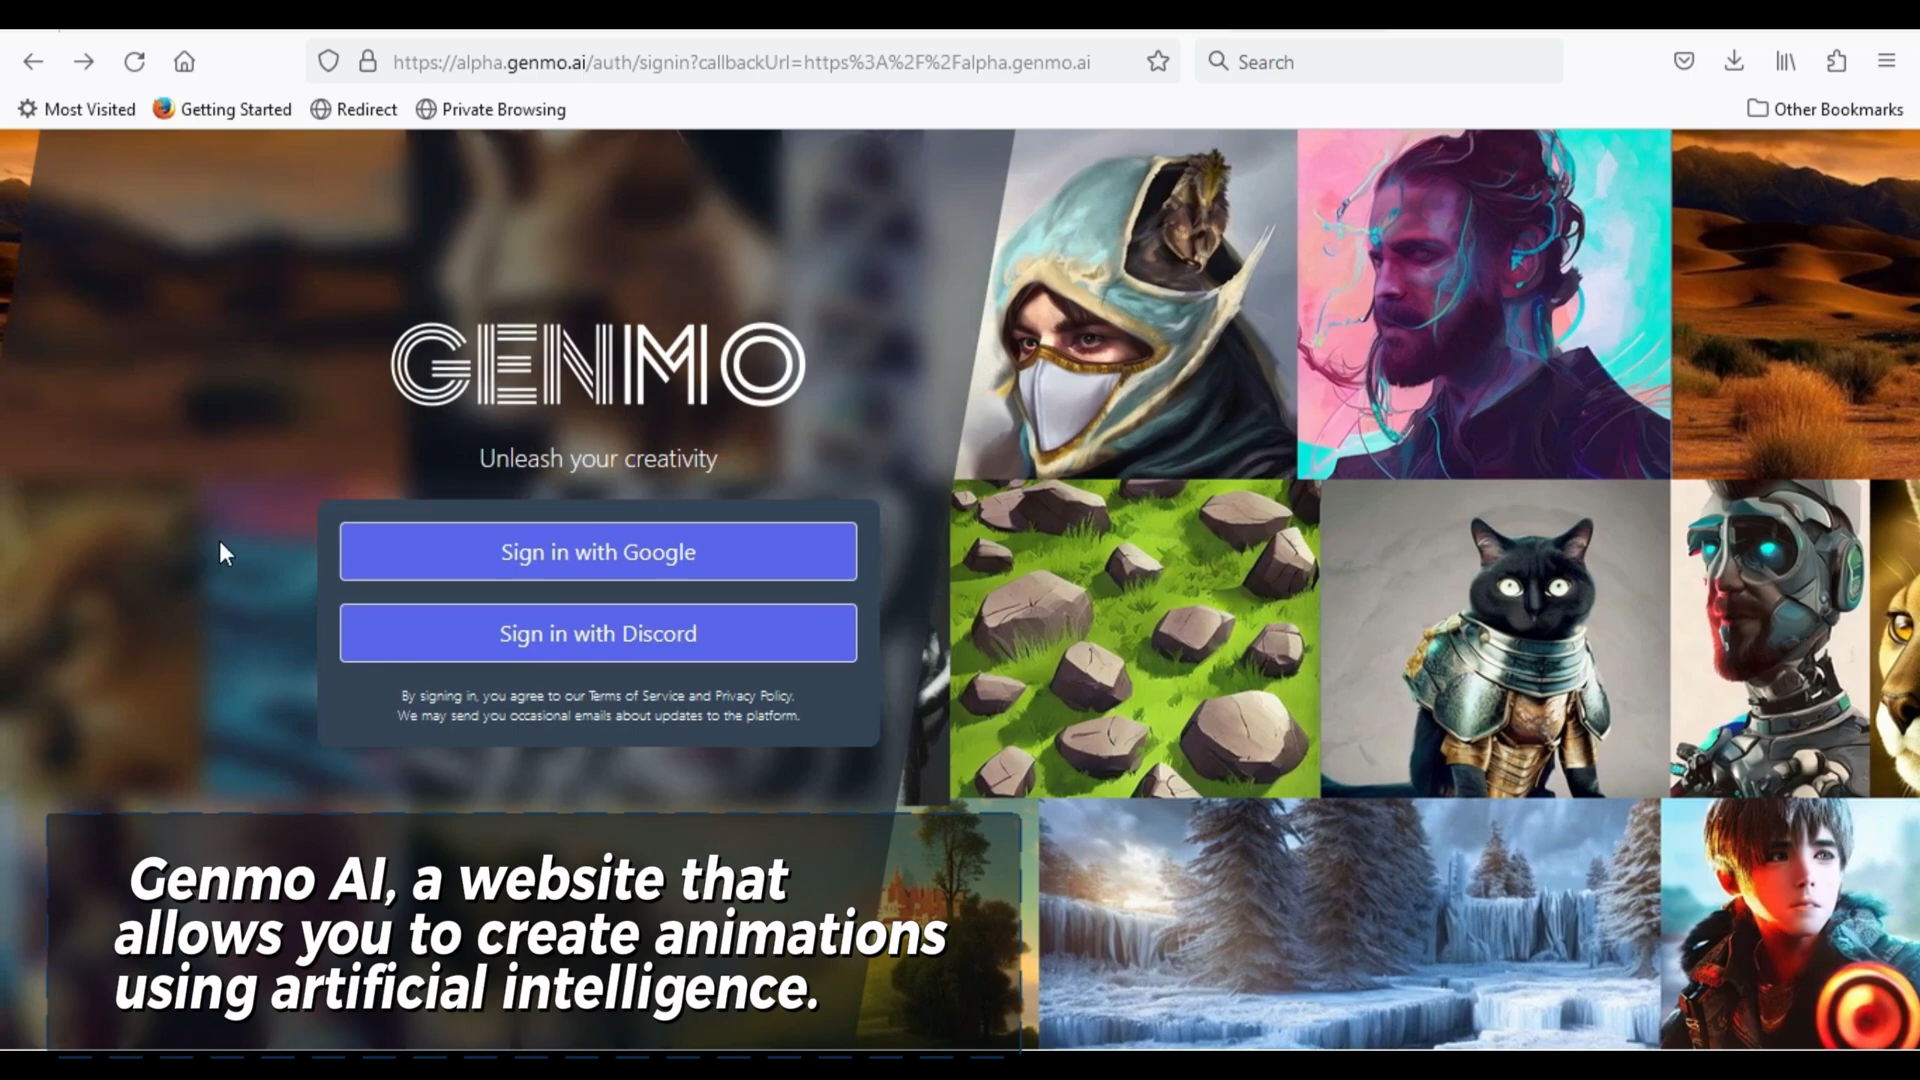 https://alpha.genmo.ai/auth/signin?callbackUrl=https%3A%2F%2Falpha.genmo.ai
Search
Most Visited
Getting Started
Redirect
Private Browsing
Other Bookmarks
GENMO
Unleash your creativity
Sign in with Google
Sign in with Discord
By signing in, you agree to our Terms of Service and Privacy Policy.
We may send you occasional emails about updates to the platform.
Genmo AI, a website that
allows you to create animations
using artificial intelligence.